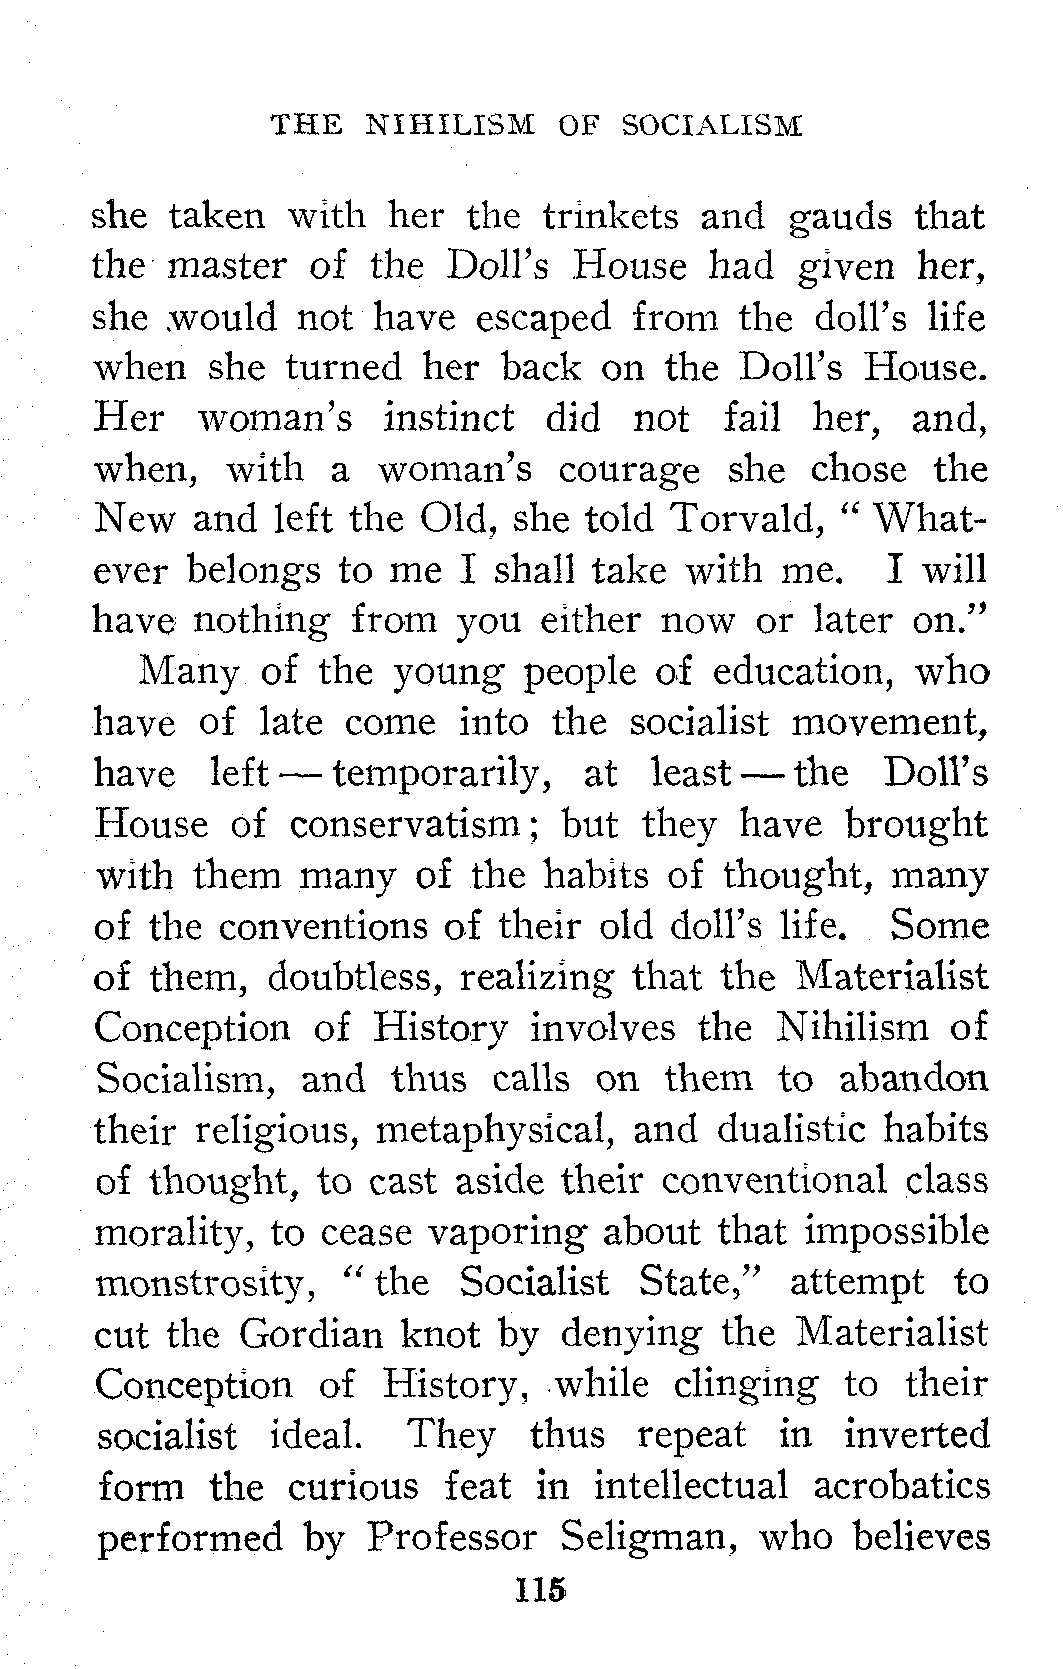 THE NIHILISM OF SOCIALISM
she taken with her the trinkets and gauds that
the master of the Doll's House had given her,
she would not have escaped from the doll's life
when she turned her back on the Doll's House.
Her woman's instinct did not fail her, and,
when, with a woman's courage she chose the
New and left the Old, she told Torvald, “ What-
ever belongs to me I shall take with me. I will
have nothing from you either now or later on.”
Many of the young people of education, who
have of late come into the socialist movement,
have left — temporarily, at least — the Doll's
House of conservatism; but they have brought
with them many of the habits of thought, many
of the conventions of their old doll's life. Some
of them, doubtless, realizing that the Materialist
Conception of History involves the Nihilism of
Socialism, and thus calls on them to abandon
their religious, metaphysical, and dualistic habits
of thought, to cast aside their conventional class
morality, to cease vaporing about that impossible
monstrosity, “ the Socialist State,” attempt to
cut the Gordian knot by denying the Materialist
Conception of History, while clinging to their
socialist ideal. They thus repeat in inverted
form the curious feat in intellectual acrobatics
performed by Professor Seligman, who believes
115